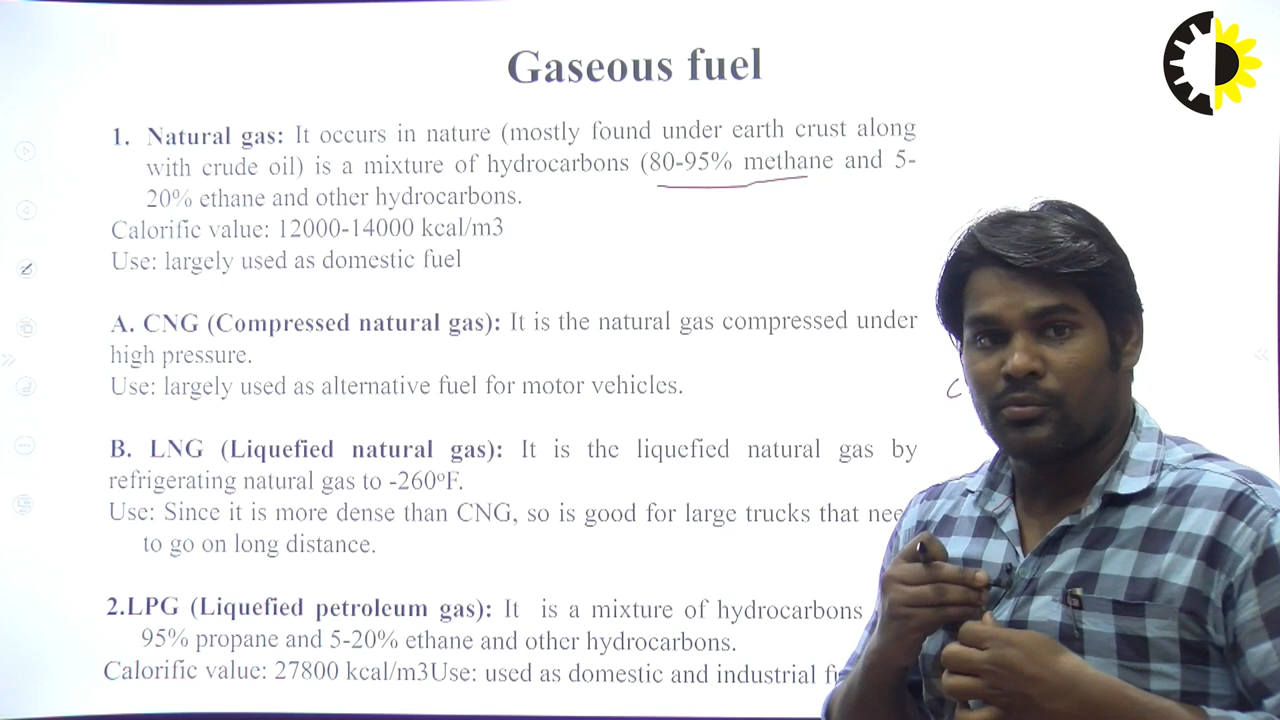 Gaseous fuel
1. Natural gas: It occurs in nature (mostly found under earth crust along
with crude oil) is a mixture of hydrocarbons (80-95% methane and 5-
20% ethane and other hydrocarbons.
Calorific value: 12000-14000 kcal/m3
Use: largely used as domestic fuel
A. CNG (Compressed natural gas): It is the natural gas compressed under
high pressure.
Use: largely used as alternative fuel for motor vehicles.
C
B. LNG (Liquefied natural gas): It is the liquefied natural gas by
refrigerating natural gas to -260°F.
Use: Since it is more dense than CNG, so is good for large trucks that
to go on long distance.
2.LPG (Liquefied petroleum gas): It is a mixture of hydrocarbons
95% propane and 5-20% ethane and other hydrocarbons.
Calorific value: 27800 kcal/m3Use: used as domestic and industrial